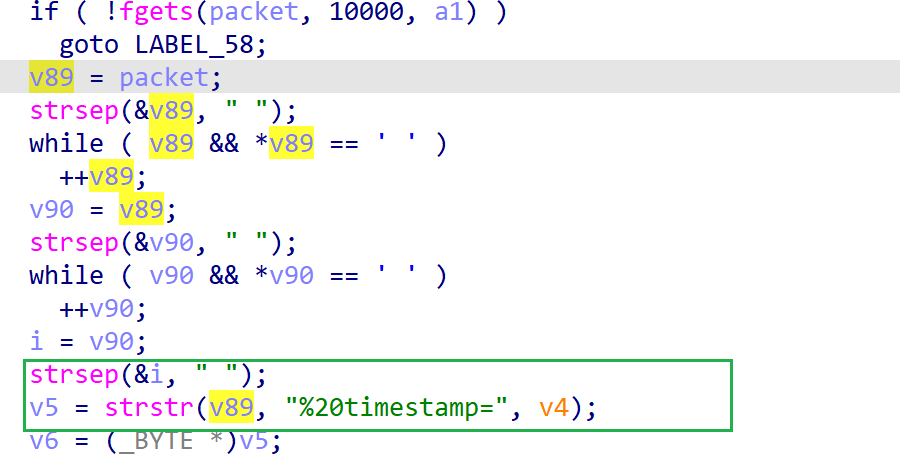 if ( !fgets(packet, 10000, a1) )
goto LABEL_58;
v89 = packet;
strsep(&v89, " ");
while ( v89 && *v89 == ' ' )
++v89;
v90 = v89;
strsep(&v90, " ");
while ( v90 && *v90 == ' ' )
++v90;
i = v90;
strsep(&i, " ");
v5 = strstr(v89, "%20timestamp=", v4);
v6 = (_BYTE *)v5;